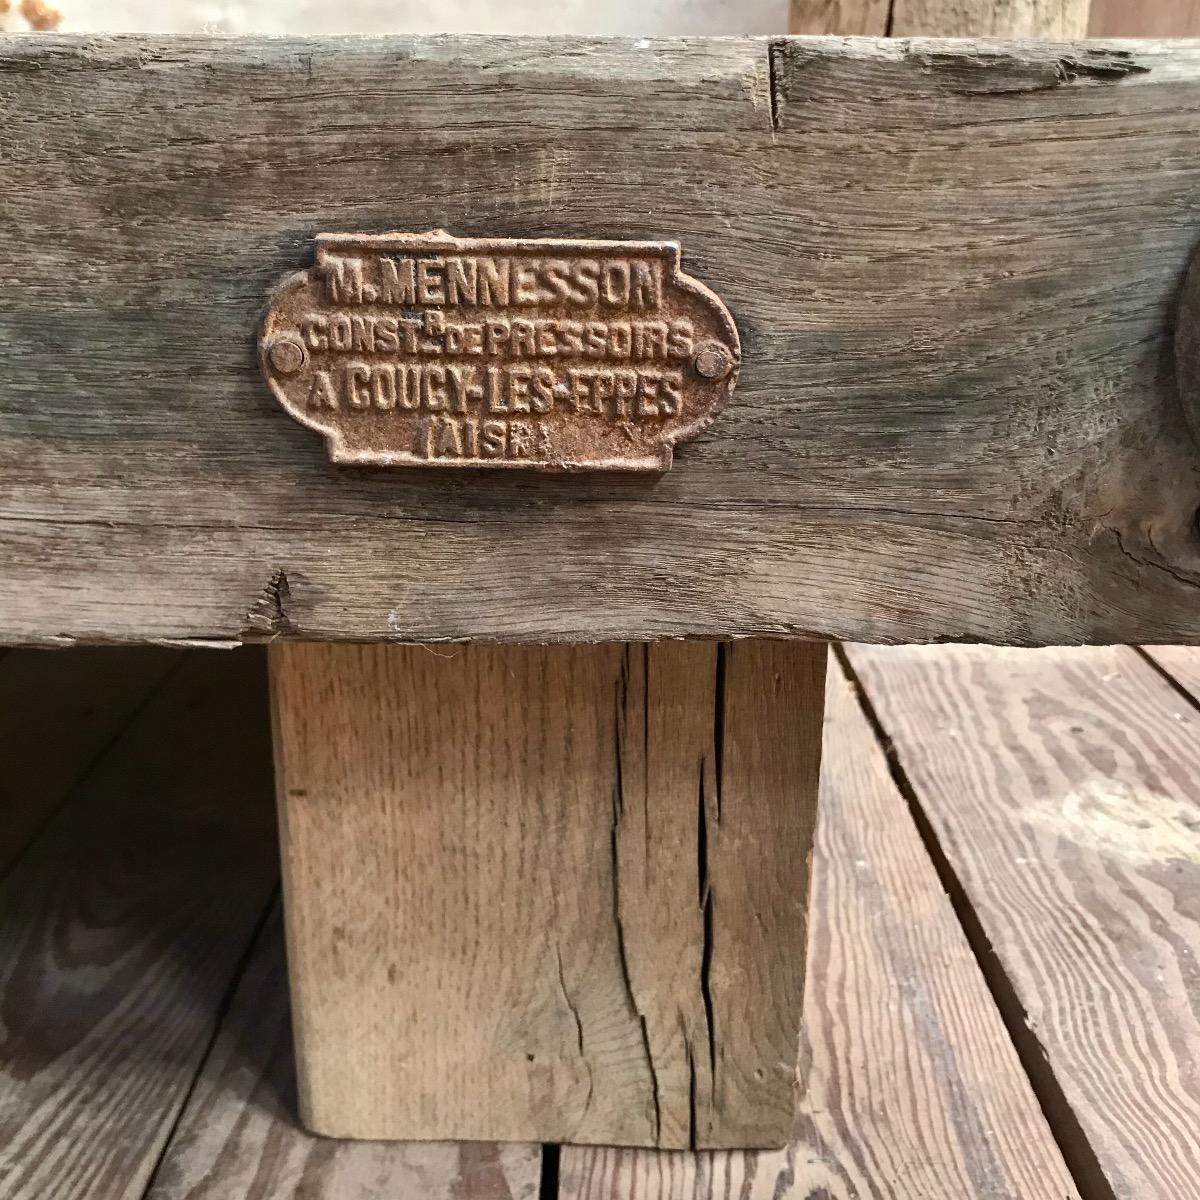 M. MENNESSON
CONSTR DE PRESSOIRS
A COUCY-LES-EPPES
(AISNE)